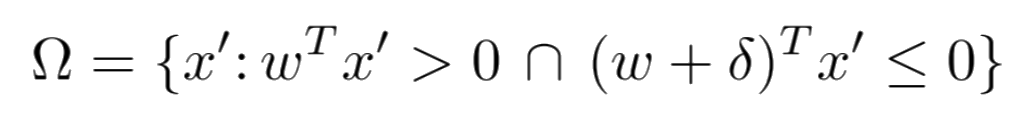 Ω = {x′: wᵀx′ > 0 ∩ (w + δ)ᵀx′ ≤ 0}